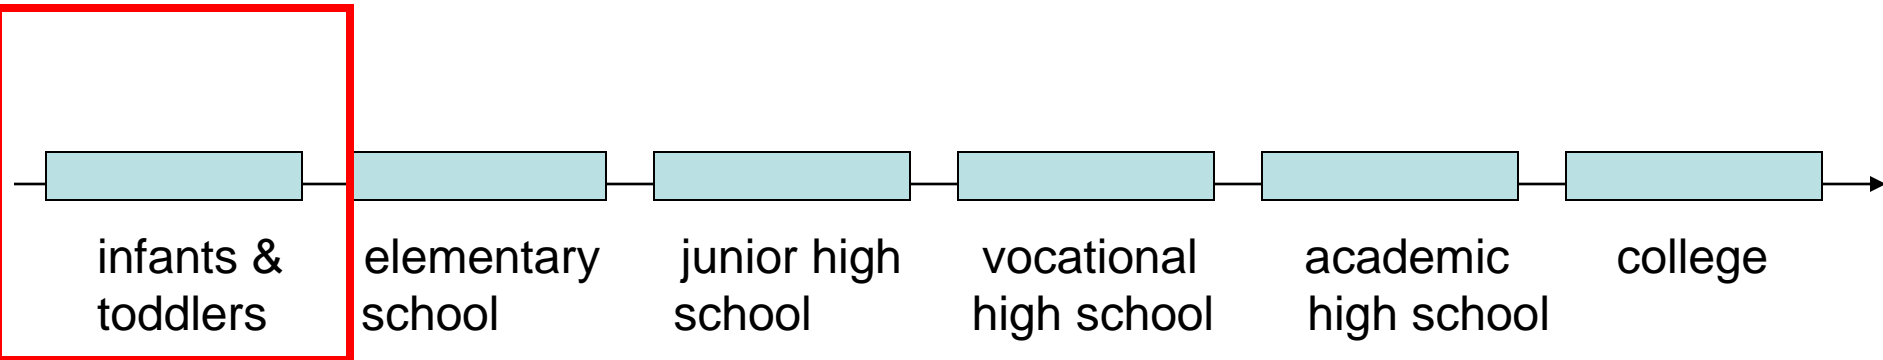 infants &
toddlers
elementary
school
junior high
school
vocational
high school
academic
high school
college